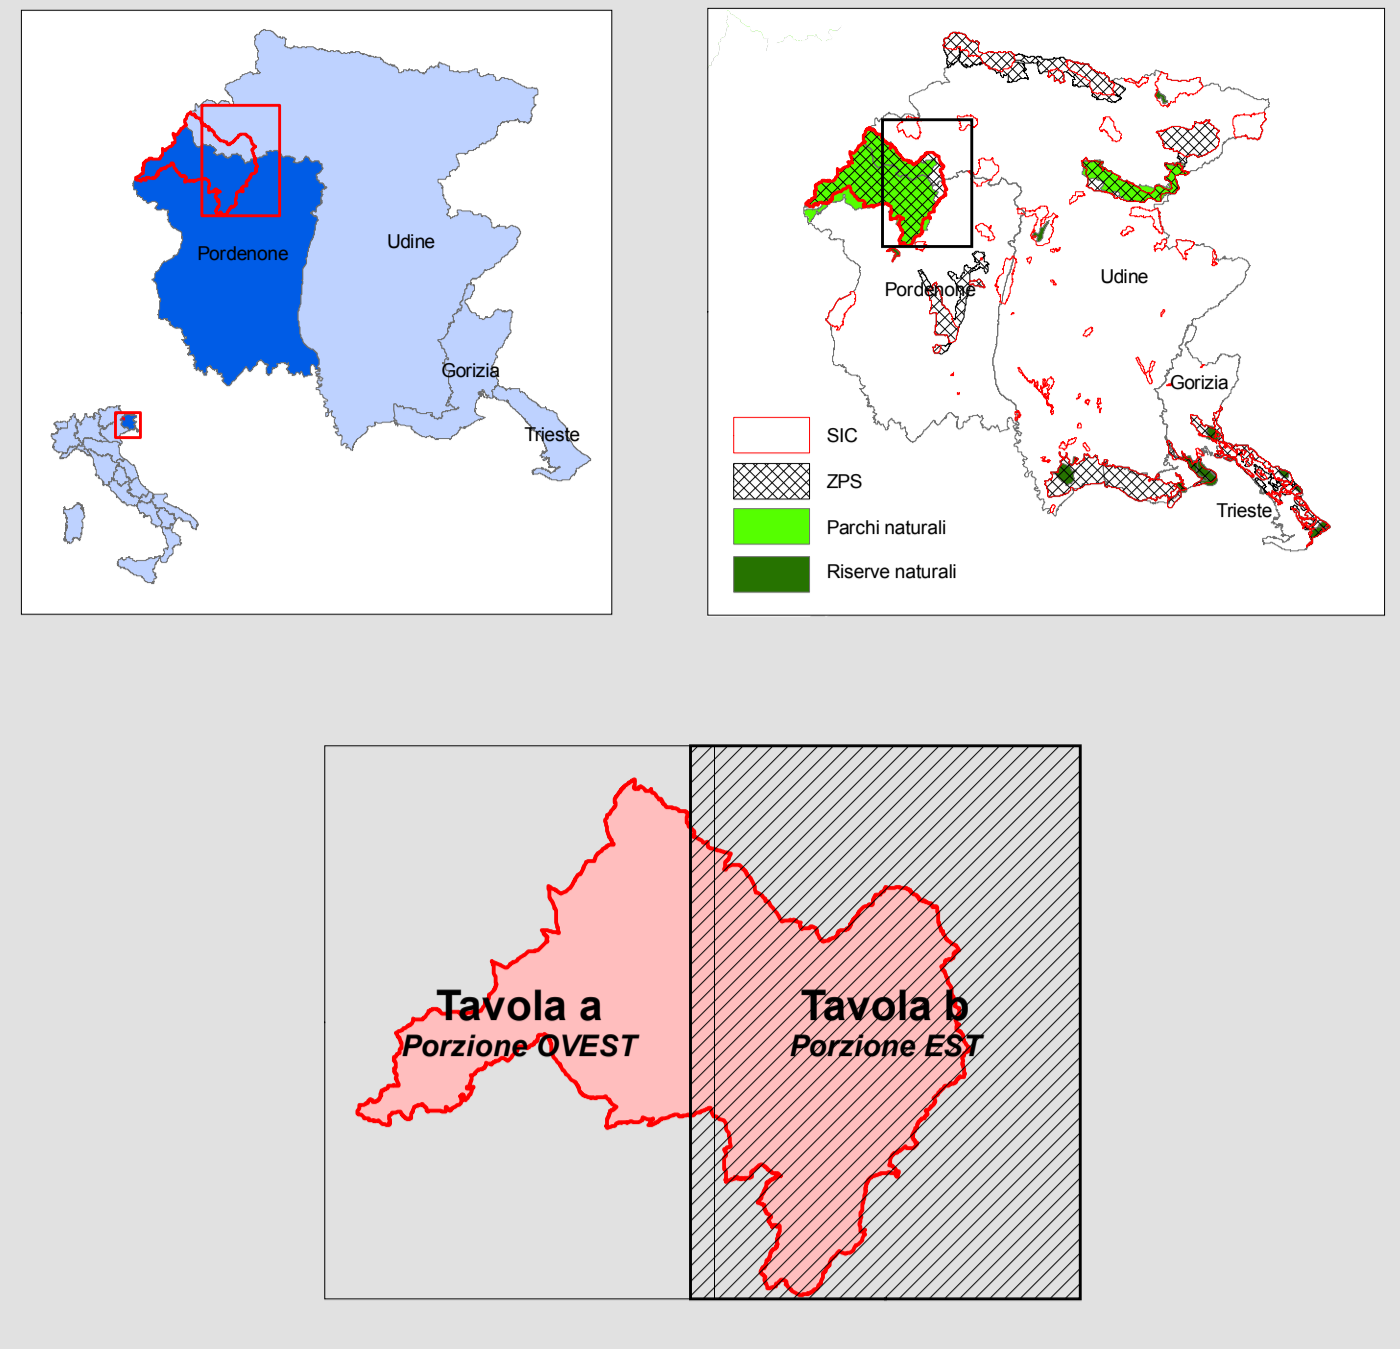 Udine
Pordenone
Gorizia
Trieste
Udine
Pordenone
Gorizia
Trieste
SIC
ZPS
Parchi naturali
Riserve naturali
Tavola a
Porzione OVEST
Tavola b
Porzione EST